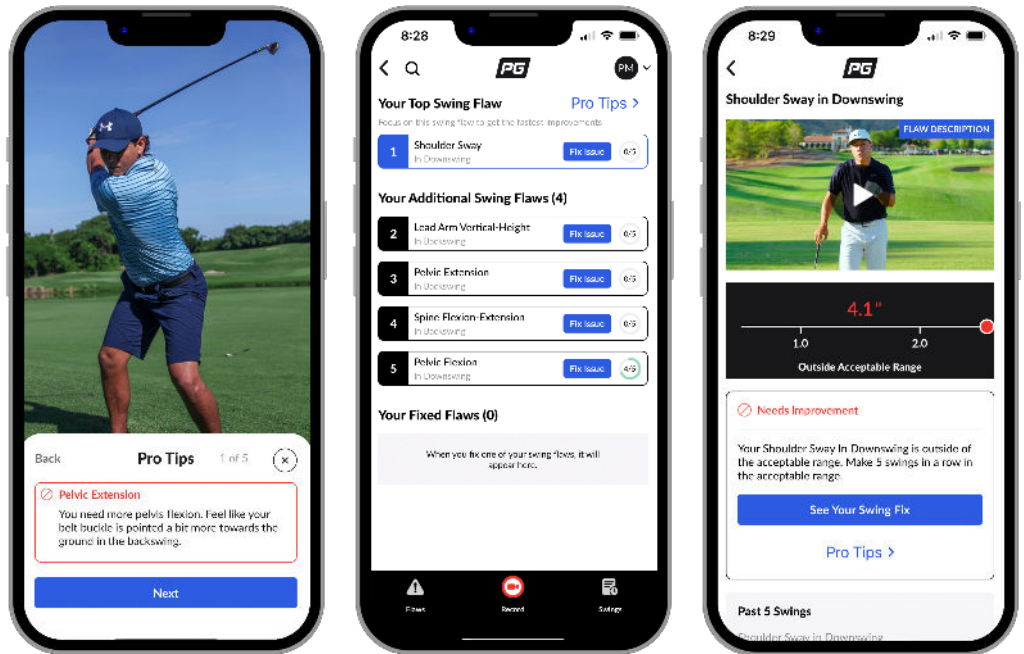 Back
Pro Tips
1 of 5
Pelvic Extension
You need more pelvis flexion. Feel like your
belt buckle is pointed a bit more towards the
ground in the backswing.
Next
8:28
PG
PM
Your Top Swing Flaw
Pro Tips >
Focus on this swing flaw to get the fastest improvements
1
Shoulder Sway
In Downswing
Fix Issue
0/5
Your Additional Swing Flaws (4)
2
Lead Arm Vertical-Height
In Backswing
Fix Issue
0/5
3
Pelvic Extension
In Backswing
Fix Issue
0/5
4
Spine Flexion-Extension
In Backswing
Fix Issue
0/5
5
Pelvic Flexion
In Downswing
Fix Issue
4/5
Your Fixed Flaws (0)
When you fix one of your swing flaws, it will
appear here.
Flaws
Record
Swings
8:29
PG
Shoulder Sway in Downswing
FLAW DESCRIPTION
4.1"
1.0
2.0
Outside Acceptable Range
Needs Improvement
Your Shoulder Sway In Downswing is outside of
the acceptable range. Make 5 swings in a row in
the acceptable range.
See Your Swing Fix
Pro Tips >
Past 5 Swings
Shoulder Sway in Downswing